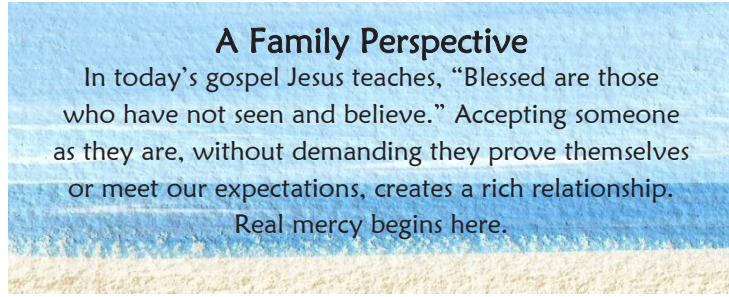 A Family Perspective
In today’s gospel Jesus teaches, “Blessed are those
who have not seen and believe.” Accepting someone
as they are, without demanding they prove themselves
or meet our expectations, creates a rich relationship.
Real mercy begins here.